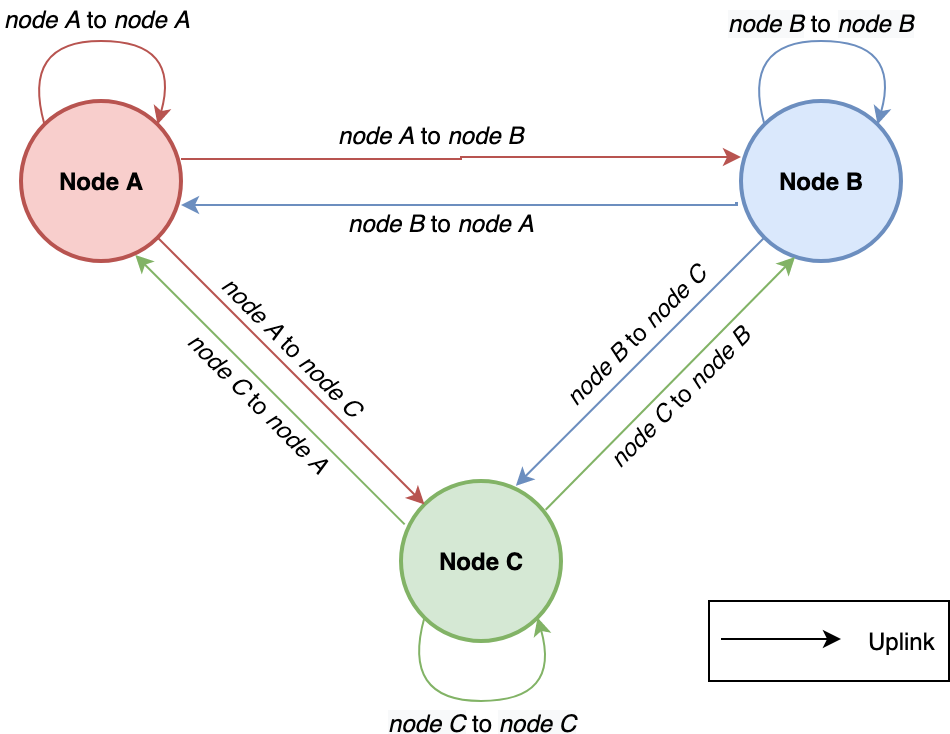 node A to node A
node B to node B
node A to node B
Node A
Node B
node B to node A
node A to node C
node B to node C
node C to node A
node C to node B
Node C
Uplink
node C to node C